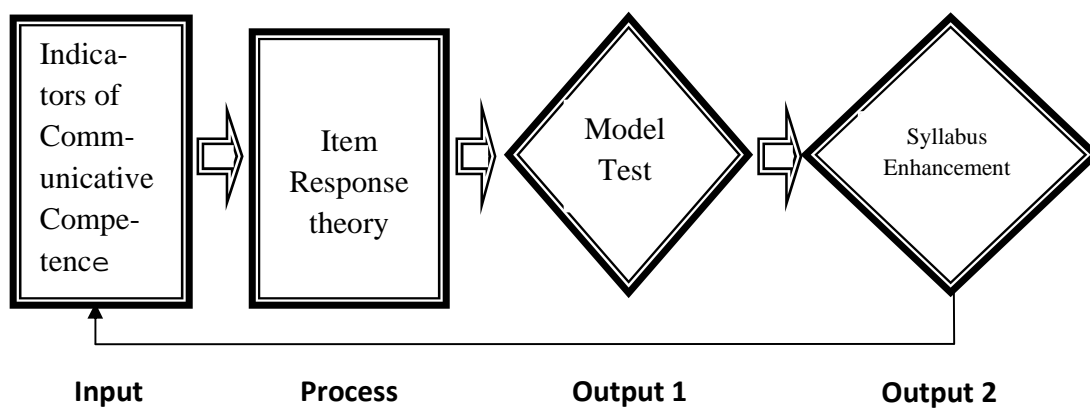 Indica-
tors of
Comm-
unicative
Compe-
tence
Item
Response
theory
Model
Test
Syllabus
Enhancement
Input
Process
Output 1
Output 2